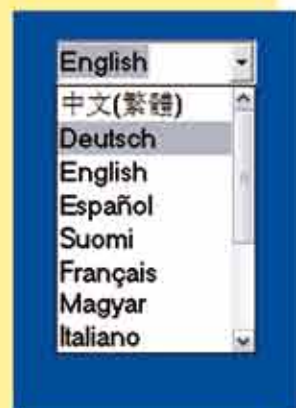 English
中文(繁體)
Deutsch
English
Español
Suomi
Français
Magyar
Italiano